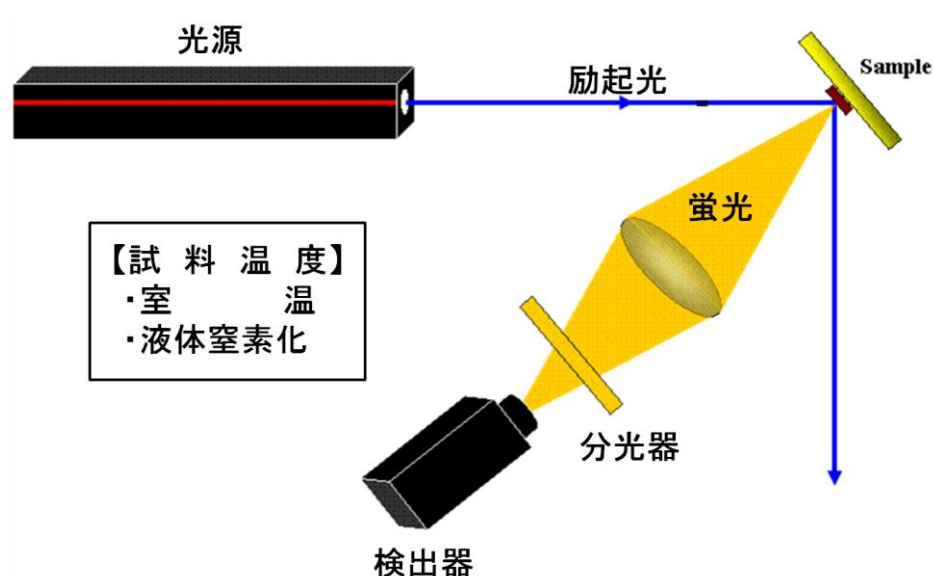 光源
励起光
Sample
蛍光
【試 料 温 度】
・室 温
・液体窒素化
分光器
検出器